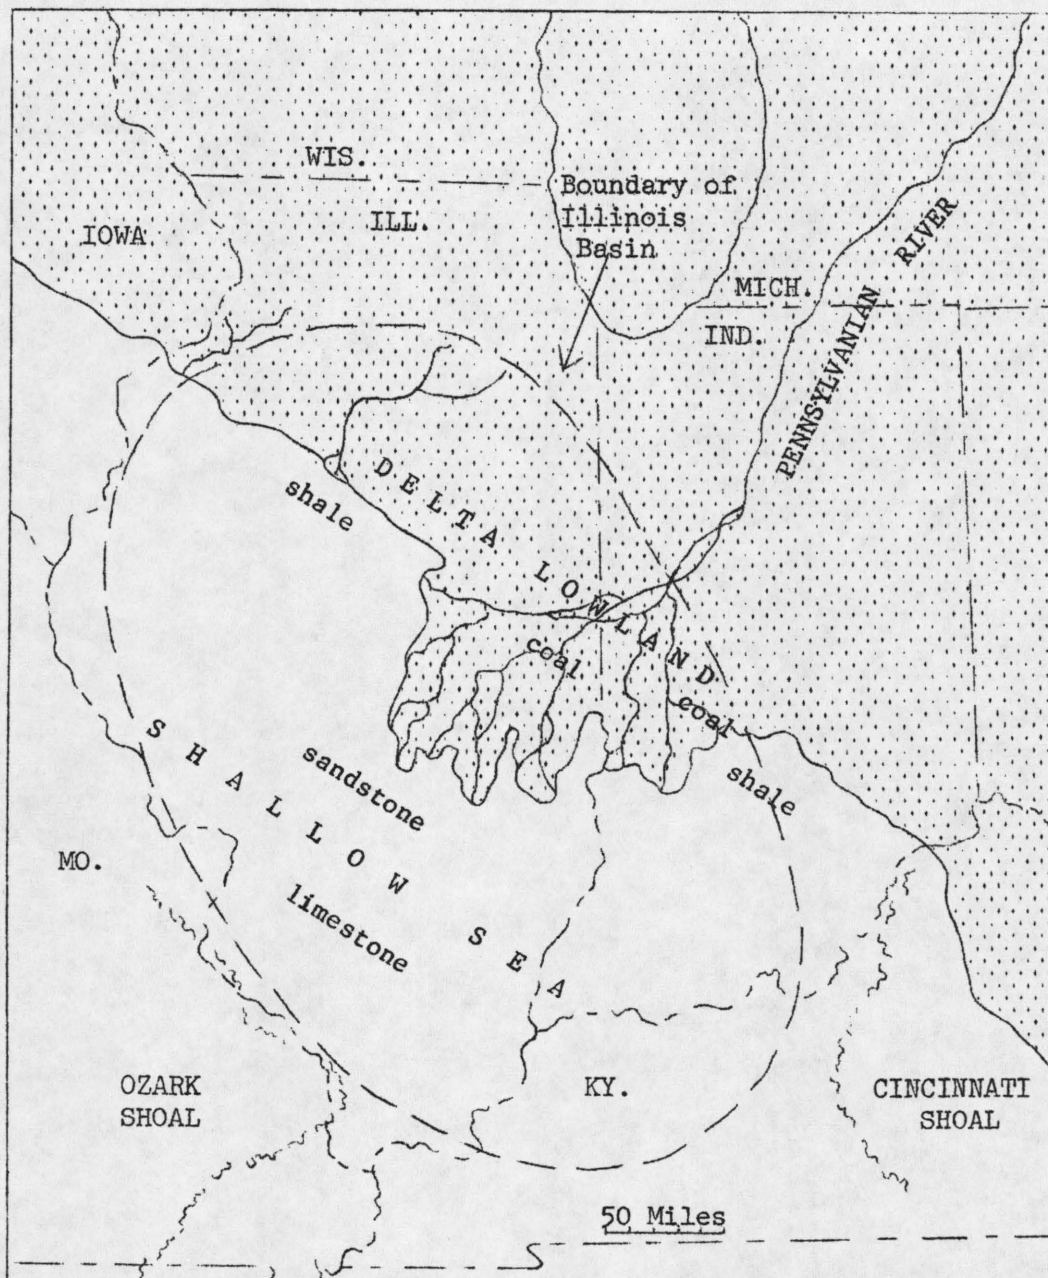 WIS.
Boundary of
Illinois
Basin
ILL.
IOWA
PENNSYLVANIAN RIVER
MICH.
IND.
DELTA LOWLAND
shale
coal
coal
shale
SHALLOW SEA
sandstone
limestone
MO.
OZARK
SHOAL
KY.
CINCINNATI
SHOAL
50 Miles